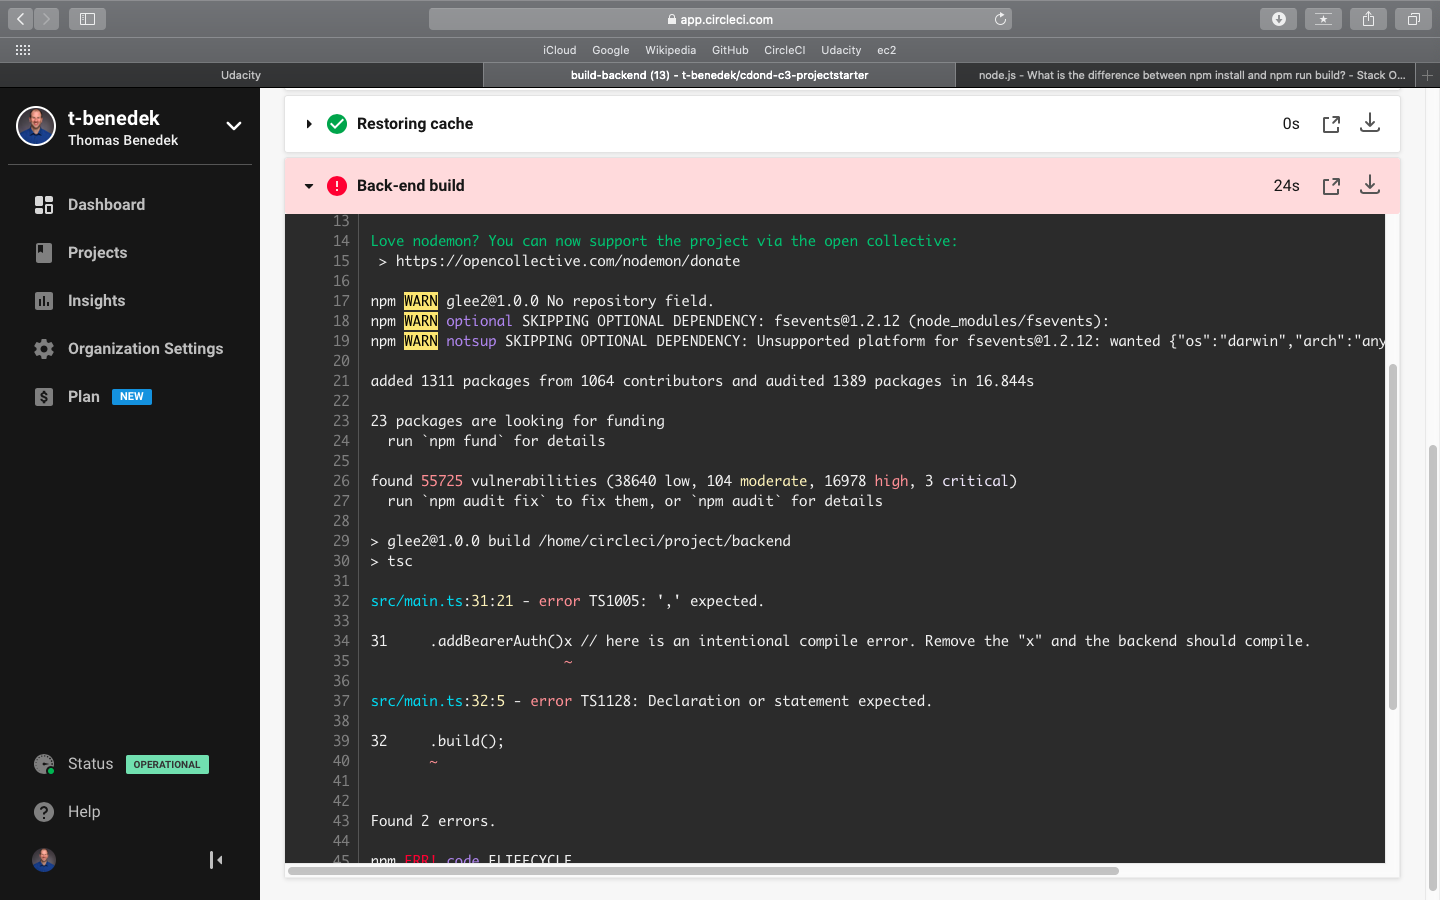 app.circleci.com
iCloud Google Wikipedia GitHub CircleCI Udacity ec2
Udacity
build-backend (13) - t-benedek/cdond-c3-projectstarter
node.js - What is the difference between npm install and npm run build? - Stack O...
t-benedek
Thomas Benedek
Dashboard
Projects
Insights
Organization Settings
Plan NEW
Status OPERATIONAL
Help
Restoring cache 0s
Back-end build 24s
13
14 Love nodemon? You can now support the project via the open collective:
15 > https://opencollective.com/nodemon/donate
16
17 npm WARN glee2@1.0.0 No repository field.
18 npm WARN optional SKIPPING OPTIONAL DEPENDENCY: fsevents@1.2.12 (node_modules/fsevents):
19 npm WARN notsup SKIPPING OPTIONAL DEPENDENCY: Unsupported platform for fsevents@1.2.12: wanted {"os":"darwin","arch":"any
20
21 added 1311 packages from 1064 contributors and audited 1389 packages in 16.844s
22
23 23 packages are looking for funding
24 run `npm fund` for details
25
26 found 55725 vulnerabilities (38640 low, 104 moderate, 16978 high, 3 critical)
27 run `npm audit fix` to fix them, or `npm audit` for details
28
29 > glee2@1.0.0 build /home/circleci/project/backend
30 > tsc
31
32 src/main.ts:31:21 - error TS1005: ',' expected.
33
34 31 .addBearerAuth()x // here is an intentional compile error. Remove the "x" and the backend should compile.
35 ~
36
37 src/main.ts:32:5 - error TS1128: Declaration or statement expected.
38
39 32 .build();
40 ~
41
42
43 Found 2 errors.
44
45 npm ERR! code ELIFECYCLE